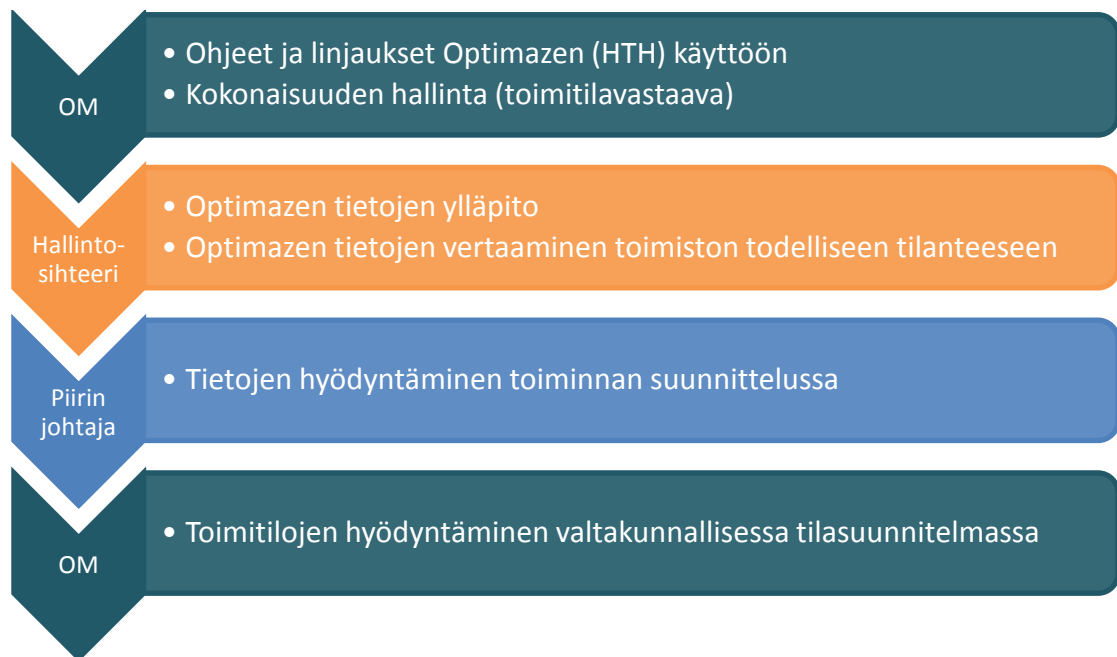 OM
• Ohjeet ja linjaukset Optimazen (HTH) käyttöön
• Kokonaisuuden hallinta (toimitilavastaava)
Hallinto-
sihteeri
• Optimazen tietojen ylläpito
• Optimazen tietojen vertaaminen toimiston todelliseen tilanteeseen
Piirin
johtaja
• Tietojen hyödyntäminen toiminnan suunnittelussa
OM
• Toimitilojen hyödyntäminen valtakunnallisessa tilasuunnitelmassa